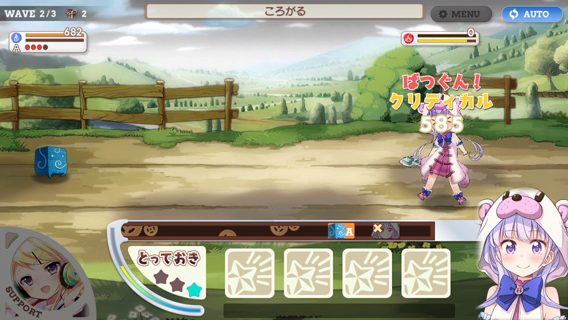 WAVE 2/3 2
ころがる
MENU
AUTO
682
A
0
ばつぐん!
クリティカル
585
A
とっておき
SUPPORT